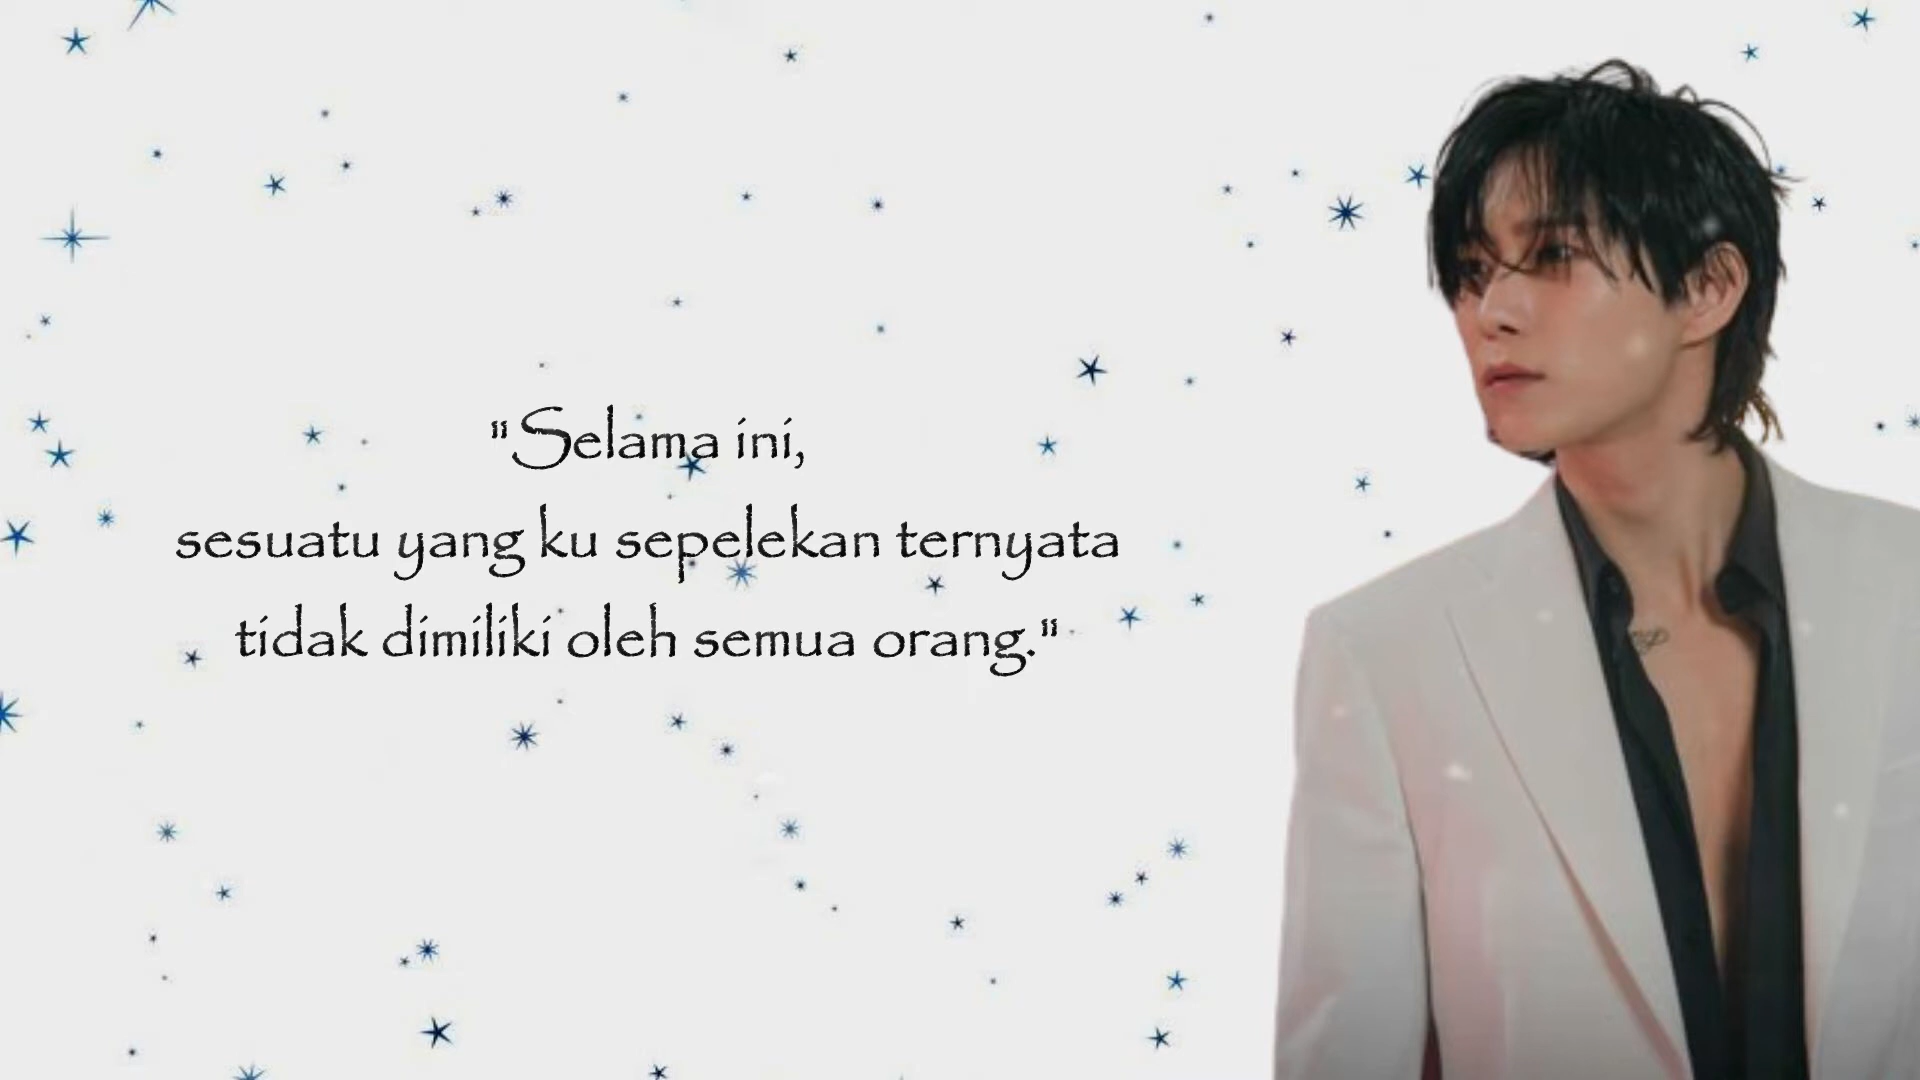 "Selama ini,
sesuatu yang ku sepelekan ternyata
tidak dimiliki oleh semua orang."